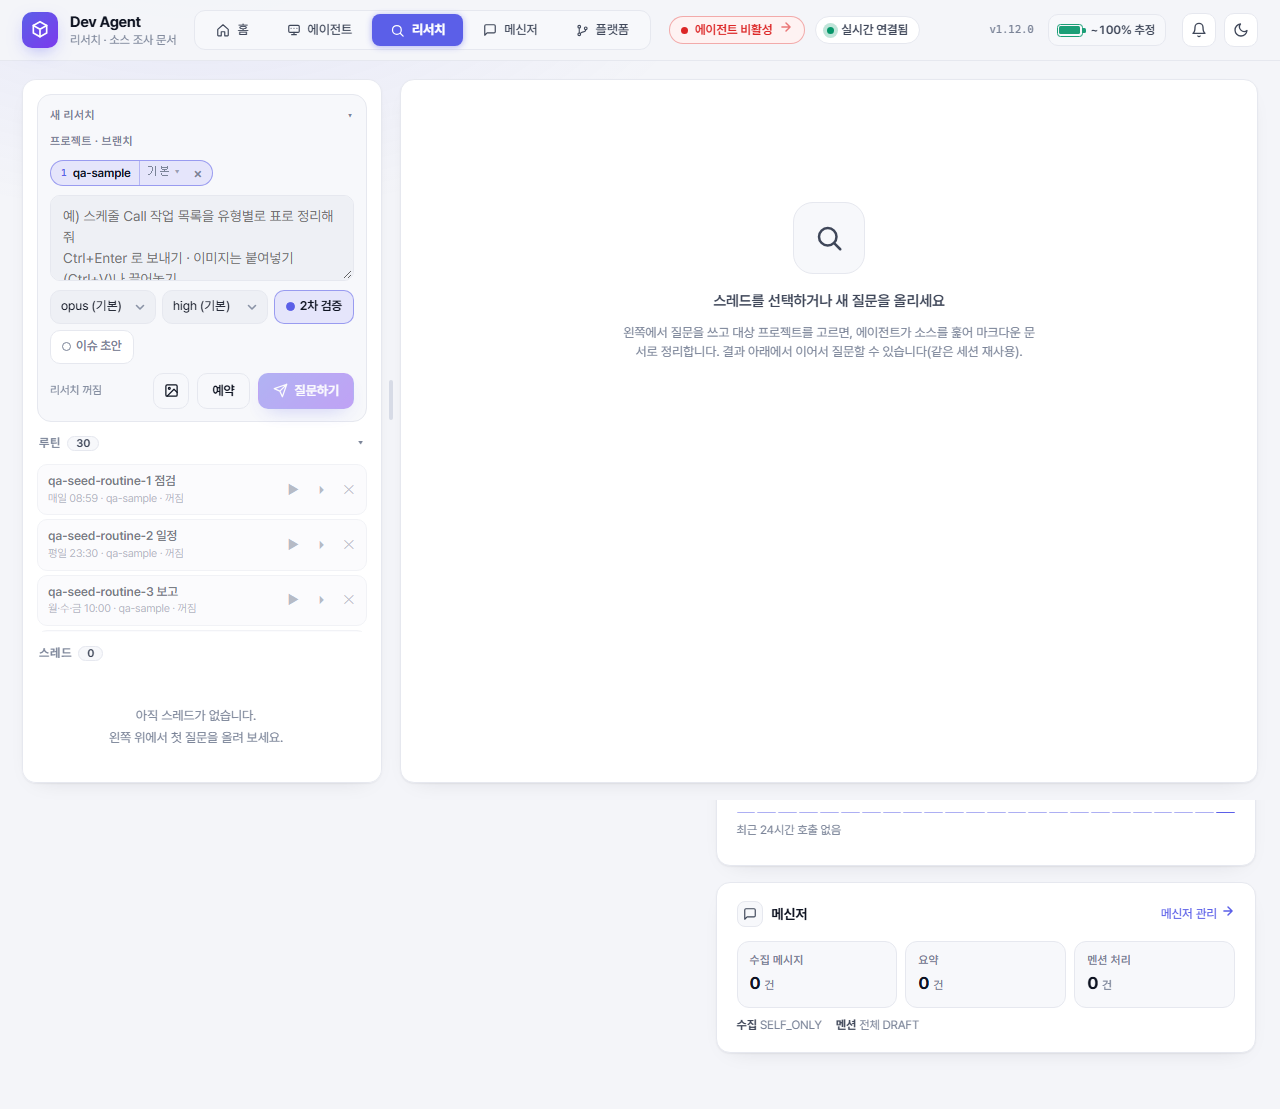 Dev Agent
리서치 · 소스 조사 문서
홈
에이전트
리서치
메신저
플랫폼
에이전트 비활성
실시간 연결됨
v1.12.0
~100% 추정
새 리서치
프로젝트 · 브랜치
1 qa-sample 기본
예) 스케줄 Call 작업 목록을 유형별로 표로 정리해
줘
Ctrl+Enter 로 보내기 · 이미지는 붙여넣기
(Ctrl+V)나 끌어놓기
opus (기본)
high (기본)
2차 검증
이슈 초안
리서치 꺼짐
예약
질문하기
루틴 30
qa-seed-routine-1 점검
매일 08:59 · qa-sample · 꺼짐
qa-seed-routine-2 일정
평일 23:30 · qa-sample · 꺼짐
qa-seed-routine-3 보고
월·수·금 10:00 · qa-sample · 꺼짐
스레드 0
아직 스레드가 없습니다.
왼쪽 위에서 첫 질문을 올려 보세요.
스레드를 선택하거나 새 질문을 올리세요
왼쪽에서 질문을 쓰고 대상 프로젝트를 고르면, 에이전트가 소스를 훑어 마크다운 문
서로 정리합니다. 결과 아래에서 이어서 질문할 수 있습니다(같은 세션 재사용).
최근 24시간 호출 없음
메신저
메신저 관리
수집 메시지
0 건
요약
0 건
멘션 처리
0 건
수집 SELF_ONLY 멘션 전체 DRAFT